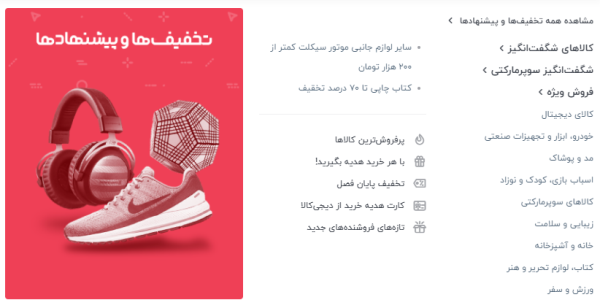 مشاهده همه تخفیف‌ها و پیشنهادها
کالاهای شگفت‌انگیز
شگفت‌انگیز سوپرمارکتی
فروش ویژه
کالای دیجیتال
خودرو، ابزار و تجهیزات صنعتی
مد و پوشاک
اسباب بازی، کودک و نوزاد
کالاهای سوپرمارکتی
زیبایی و سلامت
خانه و آشپزخانه
کتاب، لوازم تحریر و هنر
ورزش و سفر
سایر لوازم جانبی موتور سیکلت کمتر از
۲۰۰ هزار تومان
کتاب چاپی تا ۷۰ درصد تخفیف
پرفروش‌ترین کالاها
با هر خرید هدیه بگیرید!
تخفیف پایان فصل
کارت هدیه خرید از دیجی‌کالا
تازه‌های فروشنده‌های جدید
تخفیف‌ها و پیشنهادها